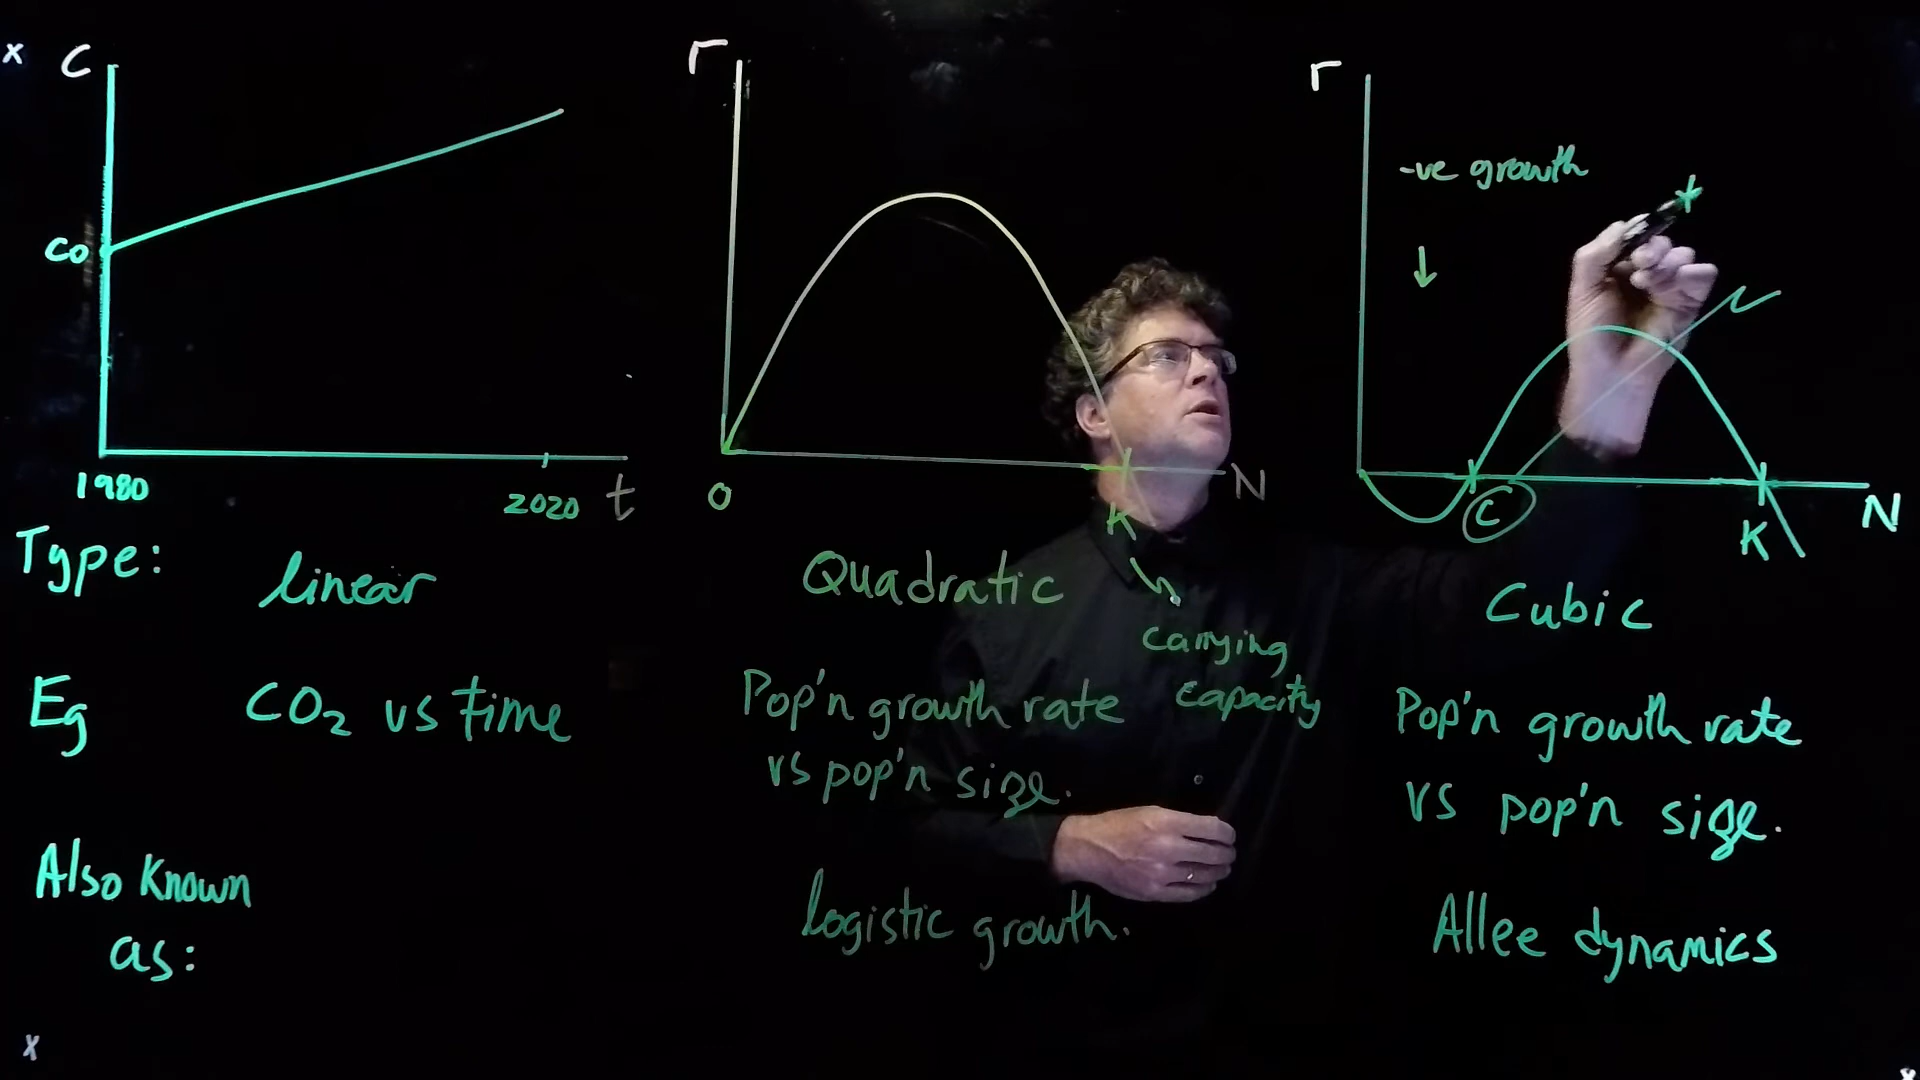 x
C
Co
1980
2020
t
r
0
K
N
r
-ve growth
↓
+
C
K
N
Type:
linear
Quadratic
carrying
capacity
Cubic
Eg
CO2 vs time
Pop'n growth rate
vs pop'n size.
Pop'n growth rate
vs pop'n size.
Also known
as:
logistic growth.
Allee dynamics
x
x